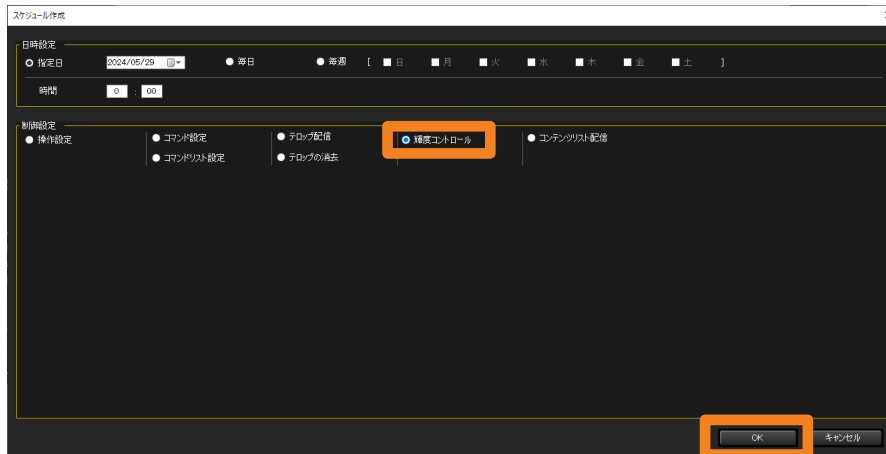 スケジュール作成
日時設定
指定日 2024/05/29 毎日 毎週 [ 日 月 火 水 木 金 土 ]
時間 0 : 00
制御設定
操作設定 コマンド設定 テロップ配信 輝度コントロール コンテンツリスト配信
コマンドリスト設定 テロップの消去
OK キャンセル